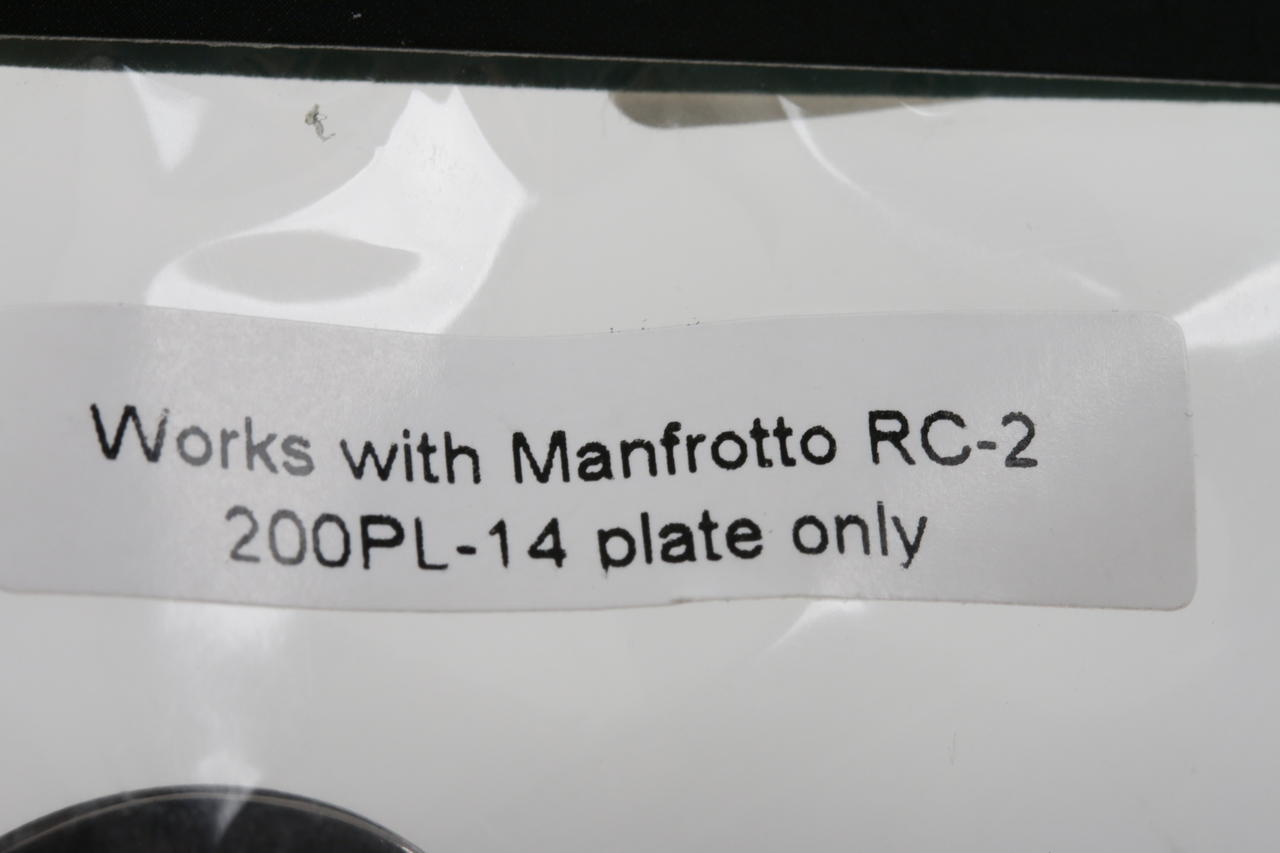 Works with Manfrotto RC-2
200PL-14 plate only